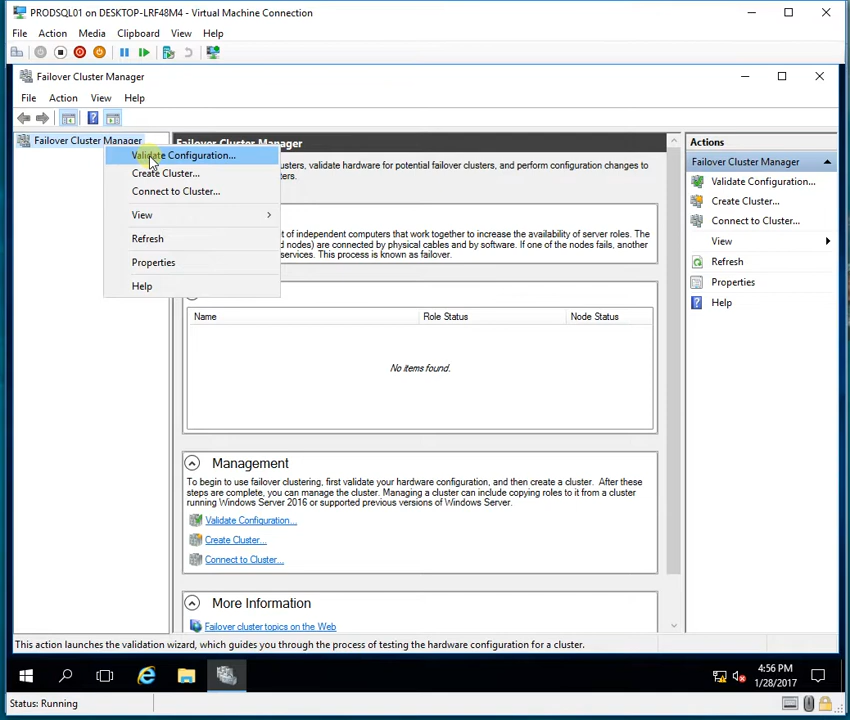 PRODSQL01 on DESKTOP-LRF48M4 - Virtual Machine Connection
File Action Media Clipboard View Help
Failover Cluster Manager
File Action View Help
Failover Cluster Manager
Validate Configuration...
Create Cluster...
Connect to Cluster...
View
Refresh
Properties
Help
Failover Cluster Manager
usters, validate hardware for potential failover clusters, and perform configuration changes to
ters.
et of independent computers that work together to increase the availability of server roles. The
nodes) are connected by physical cables and by software. If one of the nodes fails, another
services. This process is known as failover.
Name Role Status Node Status
No items found.
Management
To begin to use failover clustering, first validate your hardware configuration, and then create a cluster. After these
steps are complete, you can manage the cluster. Managing a cluster can include copying roles to it from a cluster
running Windows Server 2016 or supported previous versions of Windows Server.
Validate Configuration...
Create Cluster...
Connect to Cluster...
More Information
Failover cluster topics on the Web
Actions
Failover Cluster Manager
Validate Configuration...
Create Cluster...
Connect to Cluster...
View
Refresh
Properties
Help
This action launches the validation wizard, which guides you through the process of testing the hardware configuration for a cluster.
4:56 PM
1/28/2017
Status: Running